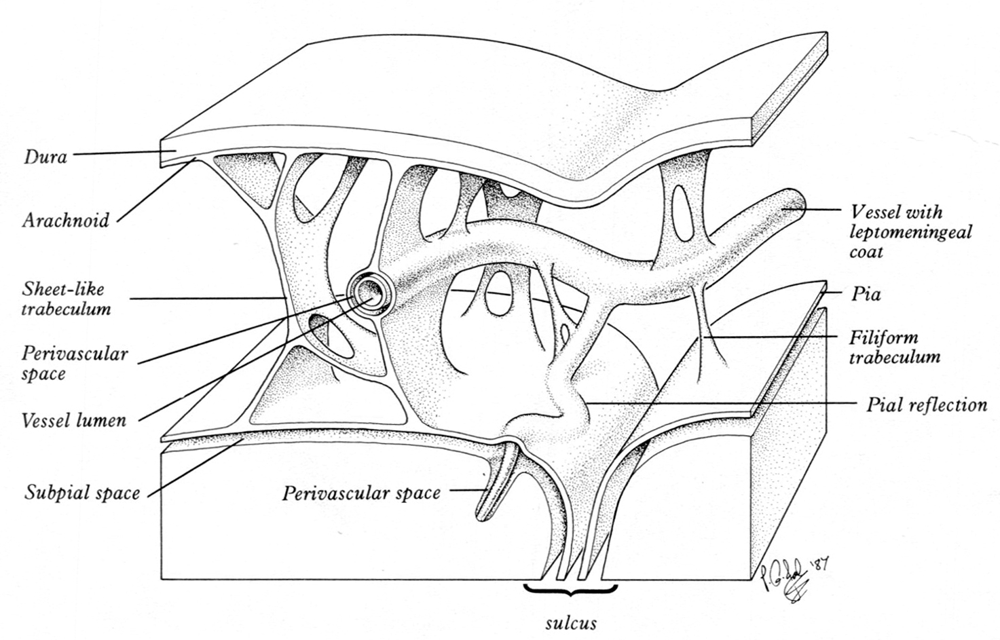 Dura
Arachnoid
Sheet-like
trabeculum
Perivascular
space
Vessel lumen
Subpial space
Perivascular space
sulcus
Vessel with
leptomeningeal
coat
Pia
Filiform
trabeculum
Pial reflection
'87